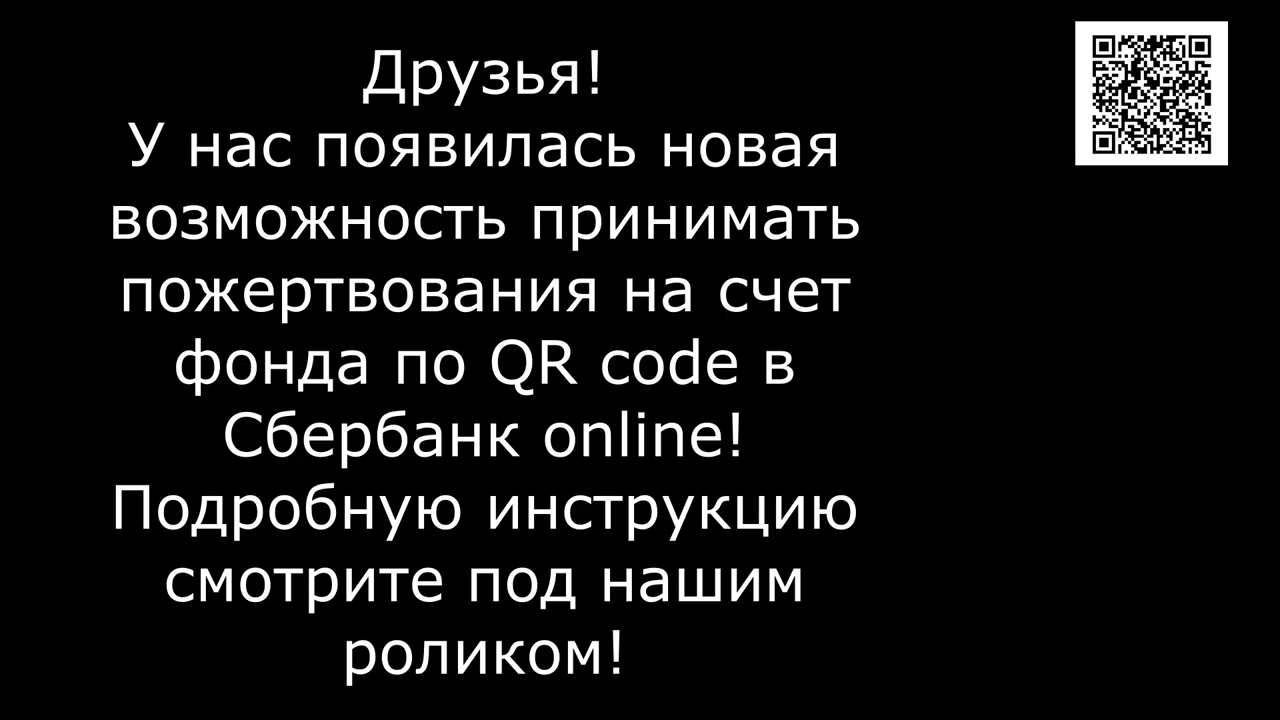 Друзья!
У нас появилась новая
возможность принимать
пожертвования на счет
фонда по QR code в
Сбербанк online!
Подробную инструкцию
смотрите под нашим
роликом!